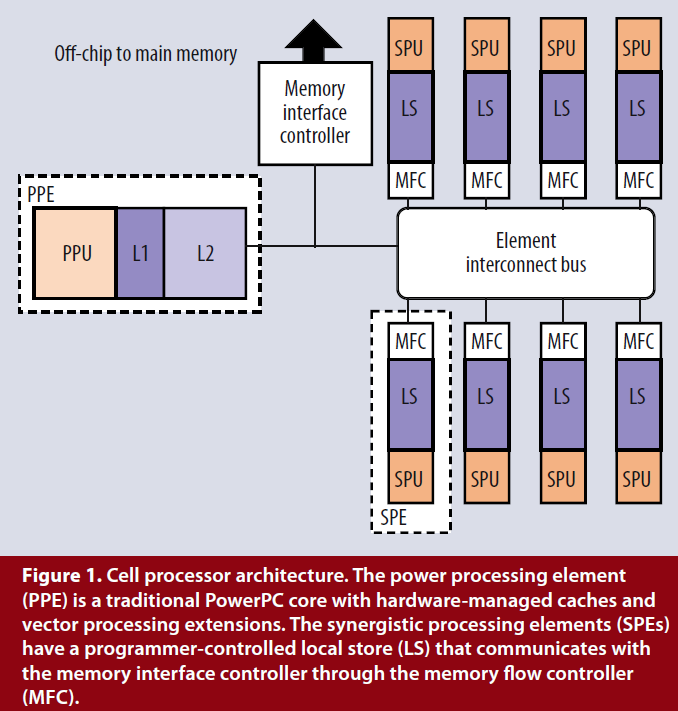 Off-chip to main memory
Memory
interface
controller
SPU SPU SPU SPU
LS LS LS LS
MFC MFC MFC MFC
PPE
PPU L1 L2
Element
interconnect bus
MFC MFC MFC MFC
LS LS LS LS
SPU SPU SPU SPU
SPE
Figure 1. Cell processor architecture. The power processing element
(PPE) is a traditional PowerPC core with hardware-managed caches and
vector processing extensions. The synergistic processing elements (SPEs)
have a programmer-controlled local store (LS) that communicates with
the memory interface controller through the memory flow controller
(MFC).